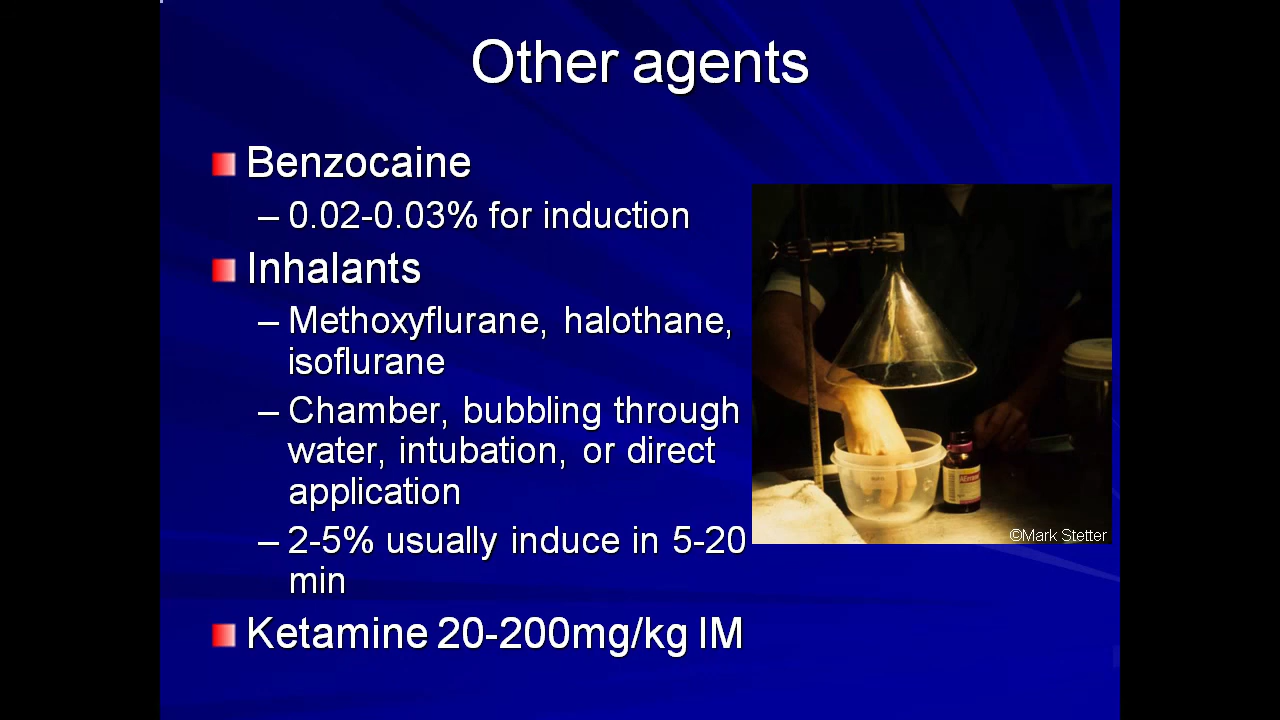 Other agents
Benzocaine
– 0.02-0.03% for induction
Inhalants
– Methoxyflurane, halothane,
isoflurane
– Chamber, bubbling through
water, intubation, or direct
application
– 2-5% usually induce in 5-20
min
Ketamine 20-200mg/kg IM
©Mark Stetter